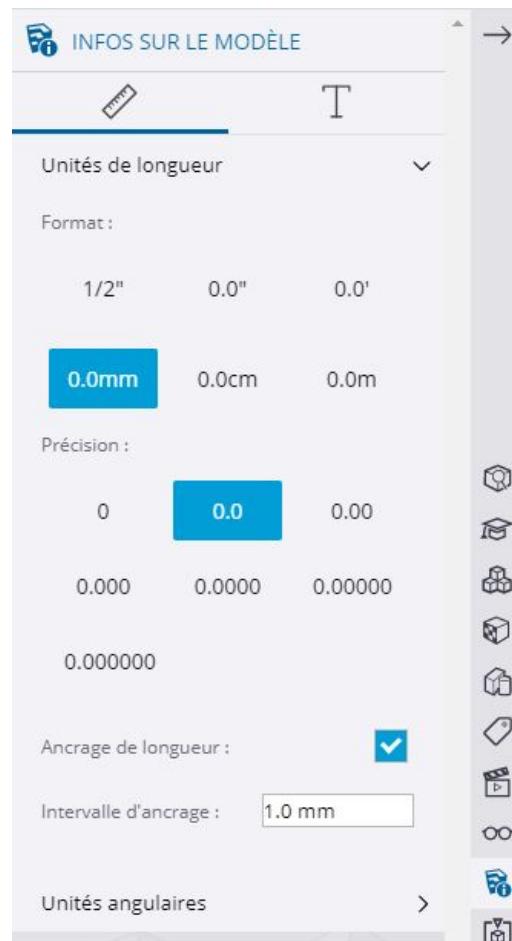 INFOS SUR LE MODÈLE
T
Unités de longueur
Format :
1/2" 0.0" 0.0'
0.0mm 0.0cm 0.0m
Précision :
0 0.0 0.00
0.000 0.0000 0.00000
0.000000
Ancrage de longueur :
Intervalle d'ancrage : 1.0 mm
Unités angulaires